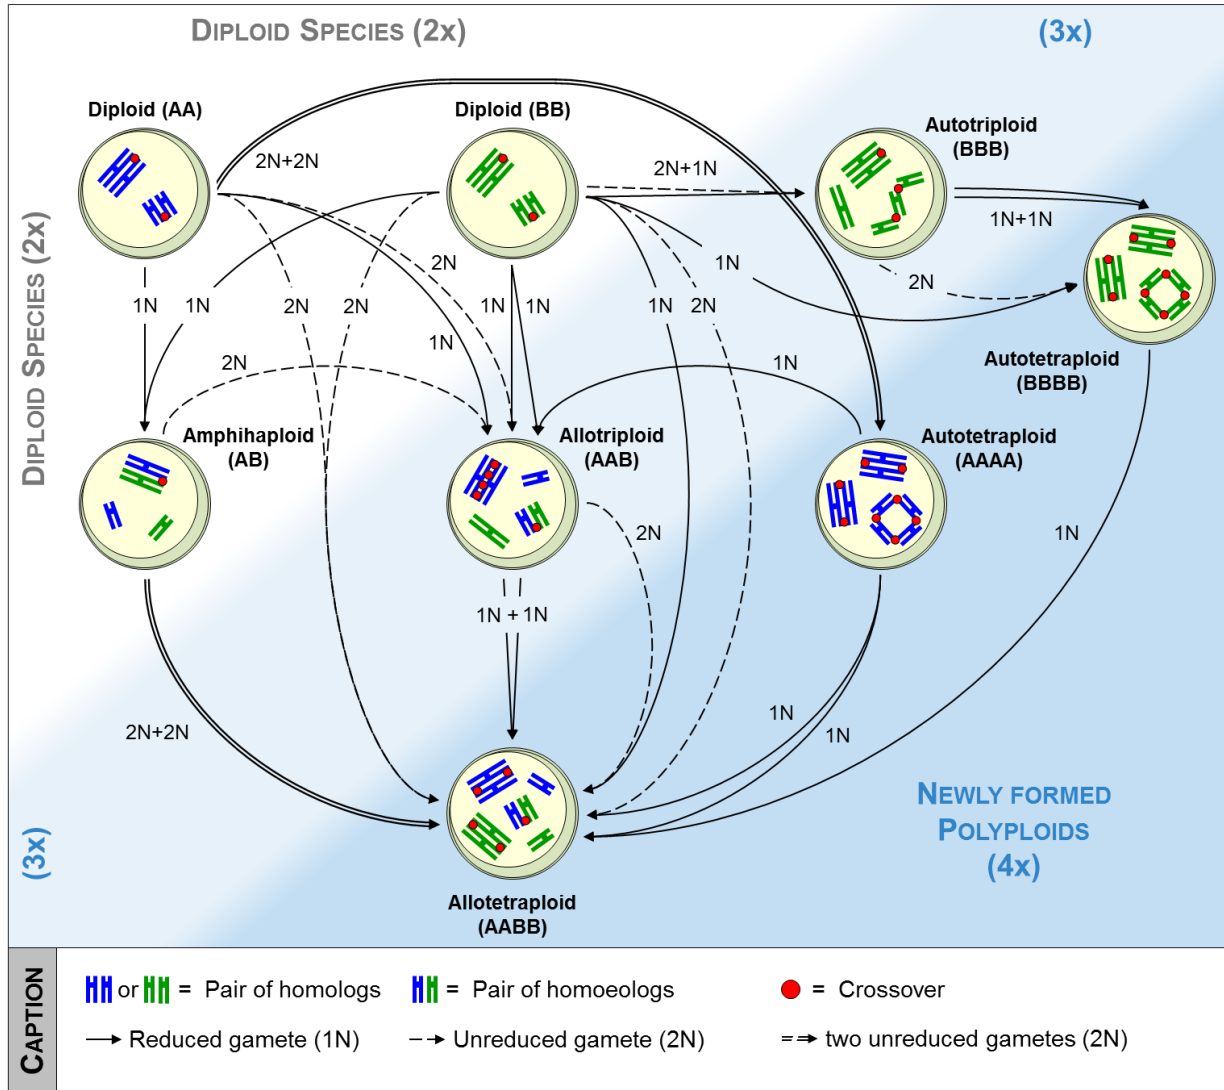 DIPLOID SPECIES (2x)
(3x)
DIPLOID SPECIES (2x)
Diploid (AA)
Diploid (BB)
Autotriploid
(BBB)
2N+2N
2N+1N
1N+1N
2N
1N
2N
1N
1N
2N
2N
1N
1N
1N
2N
1N
2N
1N
Autotetraploid
(BBBB)
Amphihaploid
(AB)
Allotriploid
(AAB)
Autotetraploid
(AAAA)
2N
1N
1N + 1N
2N+2N
1N
1N
(3x)
NEWLY FORMED
POLYPLOIDS
(4x)
Allotetraploid
(AABB)
CAPTION
or = Pair of homologs
= Pair of homoeologs
= Crossover
Reduced gamete (1N)
Unreduced gamete (2N)
two unreduced gametes (2N)